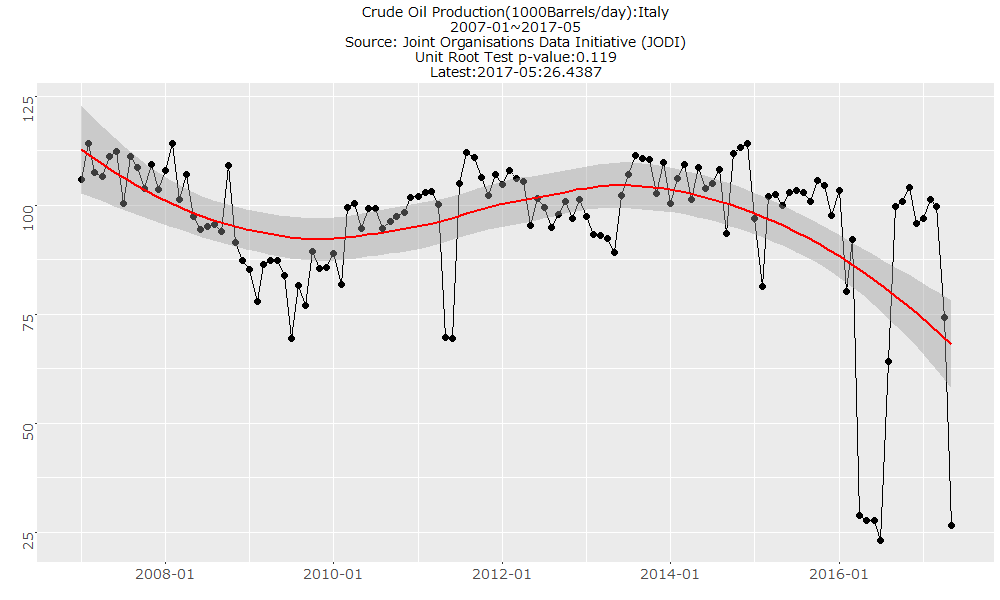 Crude Oil Production(1000Barrels/day):Italy
2007-01~2017-05
Source: Joint Organisations Data Initiative (JODI)
Unit Root Test p-value:0.119
Latest:2017-05:26.4387
125
100
75
50
25
2008-01 2010-01 2012-01 2014-01 2016-01